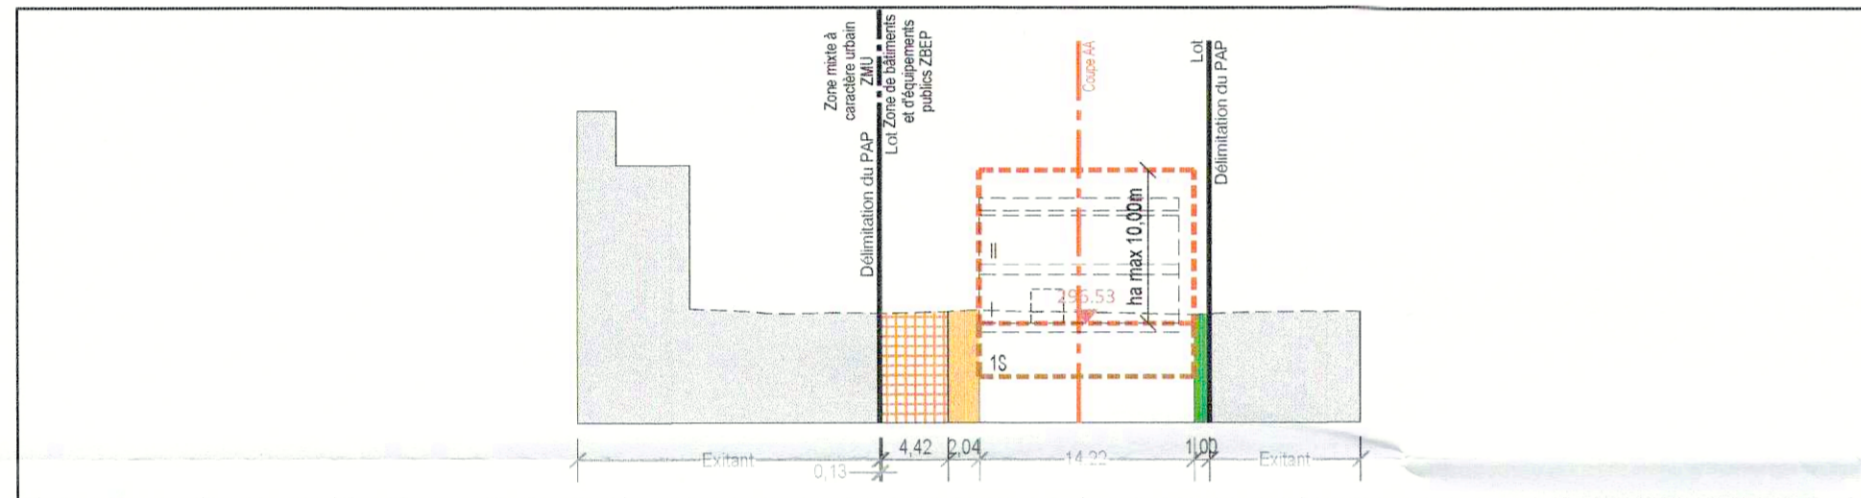 Zone mixte à
caractère urbain
ZMU
Délimitation du PAP
Lot Zone de bâtiments
et d'équipements
publics ZBEP
Coupe AA
Lot
Délimitation du PAP
ha max 10,00m
II
I
296.53
1S
Exitant
0,13
4,42
2,04
14,22
1,00
Exitant